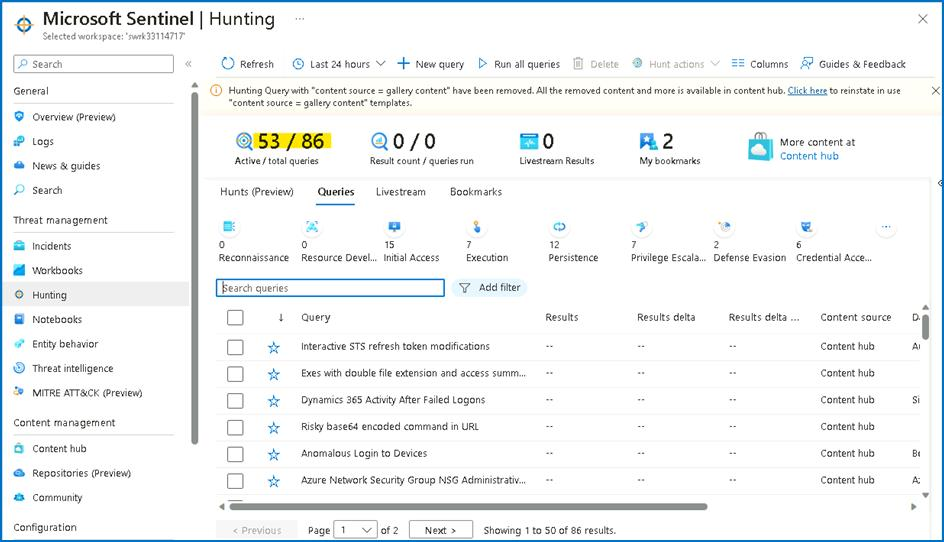 Microsoft Sentinel | Hunting ...
Selected workspace: 'swrk33114717'
Search
General
Overview (Preview)
Logs
News & guides
Search
Threat management
Incidents
Workbooks
Hunting
Notebooks
Entity behavior
Threat intelligence
MITRE ATT&CK (Preview)
Content management
Content hub
Repositories (Preview)
Community
Configuration
Refresh Last 24 hours New query Run all queries Delete Hunt actions Columns Guides & Feedback
Hunting Query with "content source = gallery content" have been removed. All the removed content and more is available in content hub. Click here to reinstate in use
"content source = gallery content" templates.
53 / 86
Active / total queries
0 / 0
Result count / queries run
0
Livestream Results
2
My bookmarks
More content at
Content hub
Hunts (Preview) Queries Livestream Bookmarks
0 0 15 7 12 7 2 6
Reconnaissance Resource Devel... Initial Access Execution Persistence Privilege Escala... Defense Evasion Credential Acce...
Search queries Add filter
Query Results Results delta Results delta ... Content source
Interactive STS refresh token modifications -- -- -- Content hub Au
Exes with double file extension and access summ... -- -- -- Content hub
Dynamics 365 Activity After Failed Logons -- -- -- Content hub Si
Risky base64 encoded command in URL -- -- -- Content hub
Anomalous Login to Devices -- -- -- Content hub Be
Azure Network Security Group NSG Administrativ... -- -- -- Content hub Az
< Previous Page 1 of 2 Next > Showing 1 to 50 of 86 results.